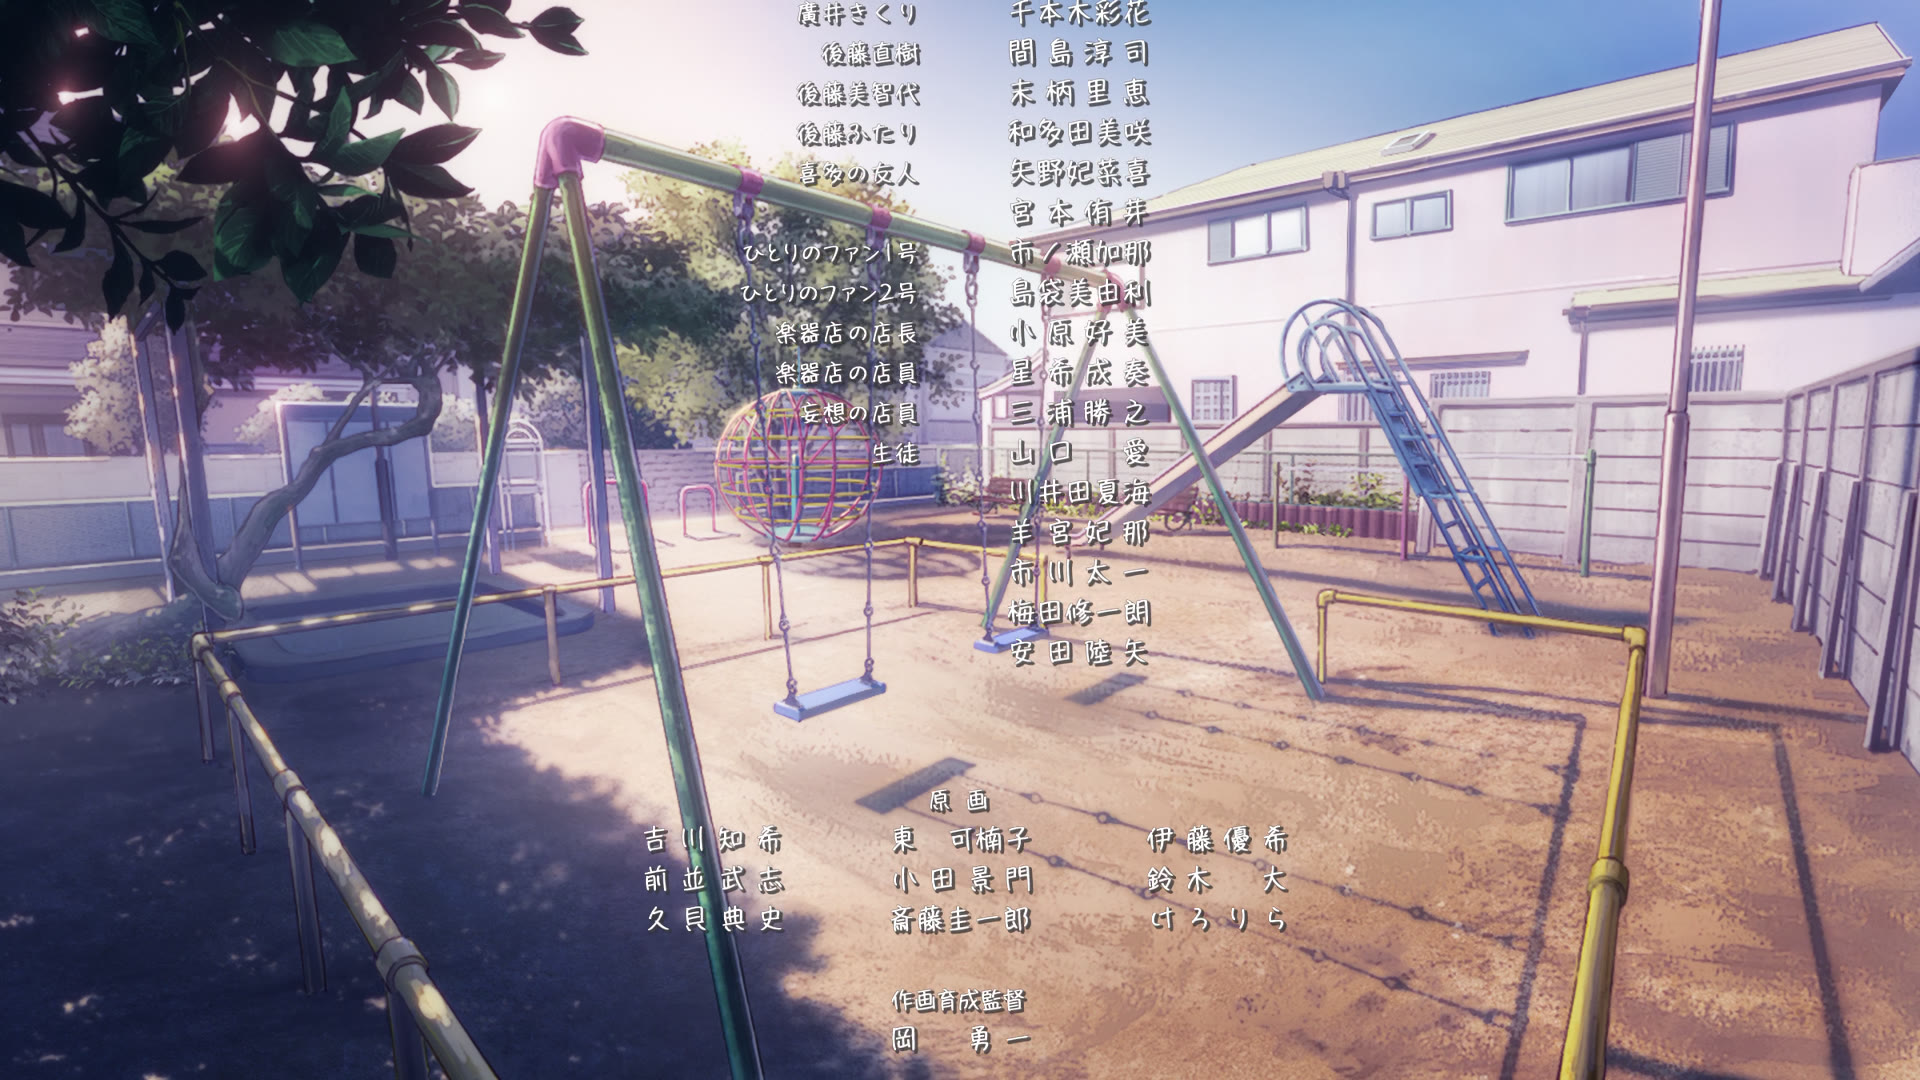 廣井きくり 千本木彩花
後藤直樹 間島淳司
後藤美智代 末柄里恵
後藤ふたり 和多田美咲
喜多の友人 矢野妃菜喜
宮本侑芽
ひとりのファン1号 市ノ瀬加那
ひとりのファン2号 島袋美由利
楽器店の店長 小原好美
楽器店の店員 星希成奏
妄想の店員 三浦勝之
生徒 山口 愛
川井田夏海
羊宮妃那
市川太一
梅田修一朗
安田陸矢
原画
吉川知希 東 可楠子 伊藤優希
前並武志 小田景門 鈴木 大
久貝典史 斎藤圭一郎 けろりら
作画育成監督
岡 勇一